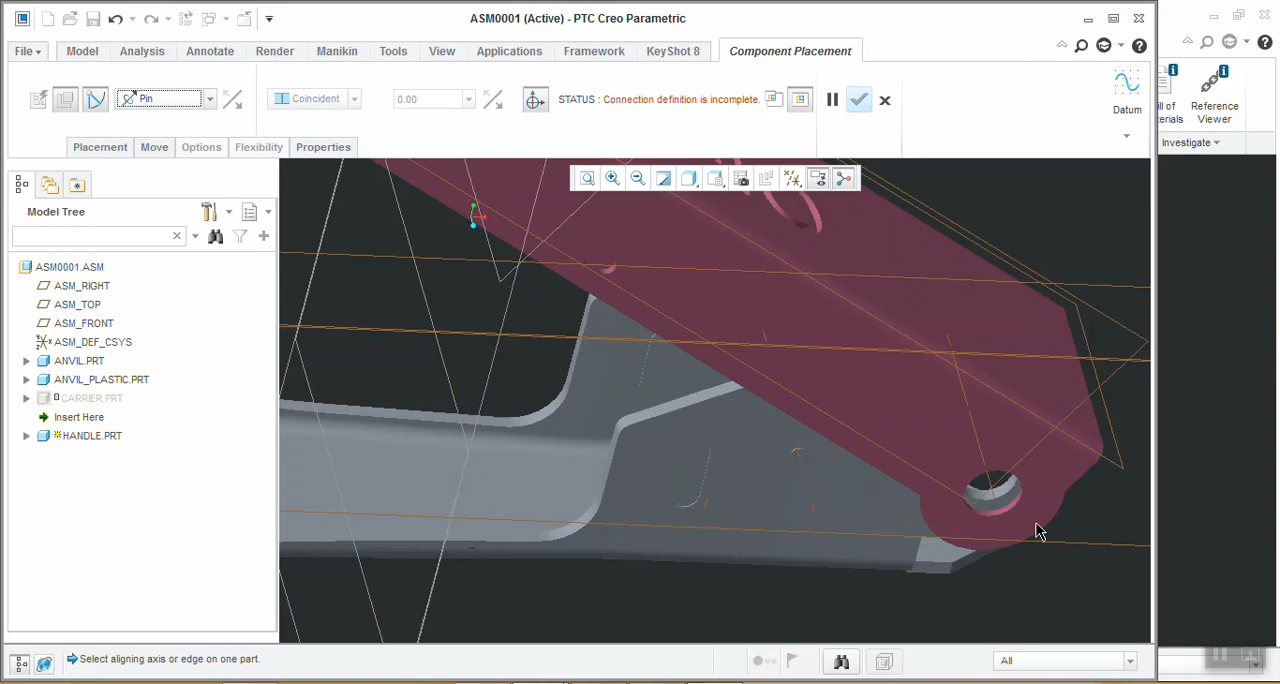 ASM0001 (Active) - PTC Creo Parametric
File Model Analysis Annotate Render Manikin Tools View Applications Framework KeyShot 8 Component Placement
Pin Coincident 0.00 STATUS : Connection definition is incomplete. Datum
Placement Move Options Flexibility Properties
Reference
Viewer
Investigate
Model Tree
ASM0001.ASM
ASM_RIGHT
ASM_TOP
ASM_FRONT
ASM_DEF_CSYS
ANVIL.PRT
ANVIL_PLASTIC.PRT
CARRIER.PRT
Insert Here
HANDLE.PRT
Select aligning axis or edge on one part.
All